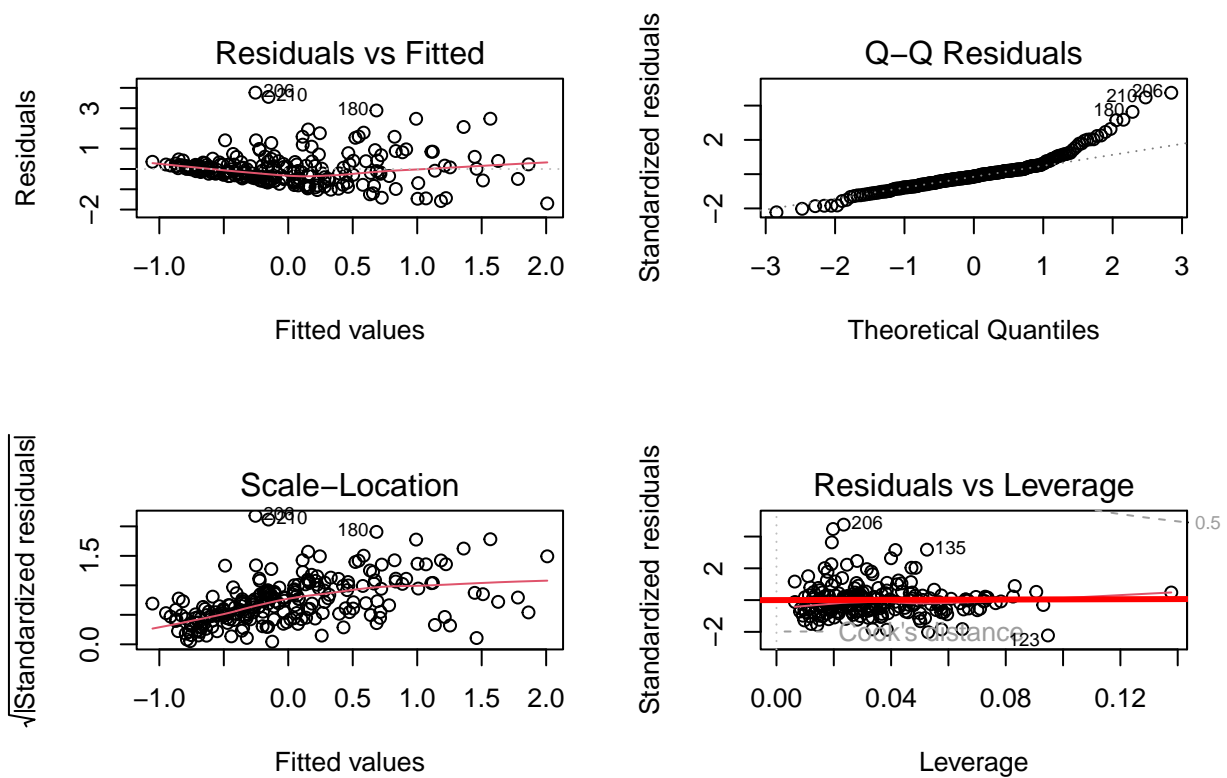 Residuals vs Fitted
Residuals
3
1
−2
206
210
180
−1.0 0.0 0.5 1.0 1.5 2.0
Fitted values
Q−Q Residuals
Standardized residuals
2
−2
206
210
180
−3 −2 −1 0 1 2 3
Theoretical Quantiles
Scale−Location
√|Standardized residuals|
1.5
0.0
206
210
180
−1.0 0.0 0.5 1.0 1.5 2.0
Fitted values
Residuals vs Leverage
Standardized residuals
2
−2
206
135
123
0.5
Cook's distance
0.00 0.04 0.08 0.12
Leverage